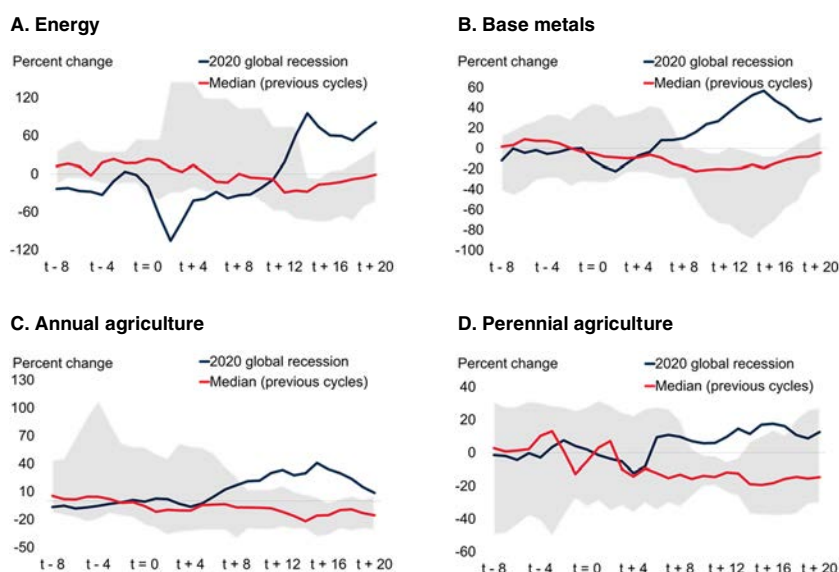 A. Energy
Percent change
2020 global recession
Median (previous cycles)
120
60
0
-60
-120
t - 8 t - 4 t = 0 t + 4 t + 8 t + 12 t + 16 t + 20
B. Base metals
Percent change
2020 global recession
Median (previous cycles)
60
40
20
0
-20
-40
-60
-80
-100
t - 8 t - 4 t = 0 t + 4 t + 8 t + 12 t + 16 t + 20
C. Annual agriculture
Percent change
2020 global recession
Median (previous cycles)
130
100
70
40
10
-20
-50
t - 8 t - 4 t = 0 t + 4 t + 8 t + 12 t + 16 t + 20
D. Perennial agriculture
Percent change
2020 global recession
Median (previous cycles)
40
20
0
-20
-40
-60
t - 8 t - 4 t = 0 t + 4 t + 8 t + 12 t + 16 t + 20